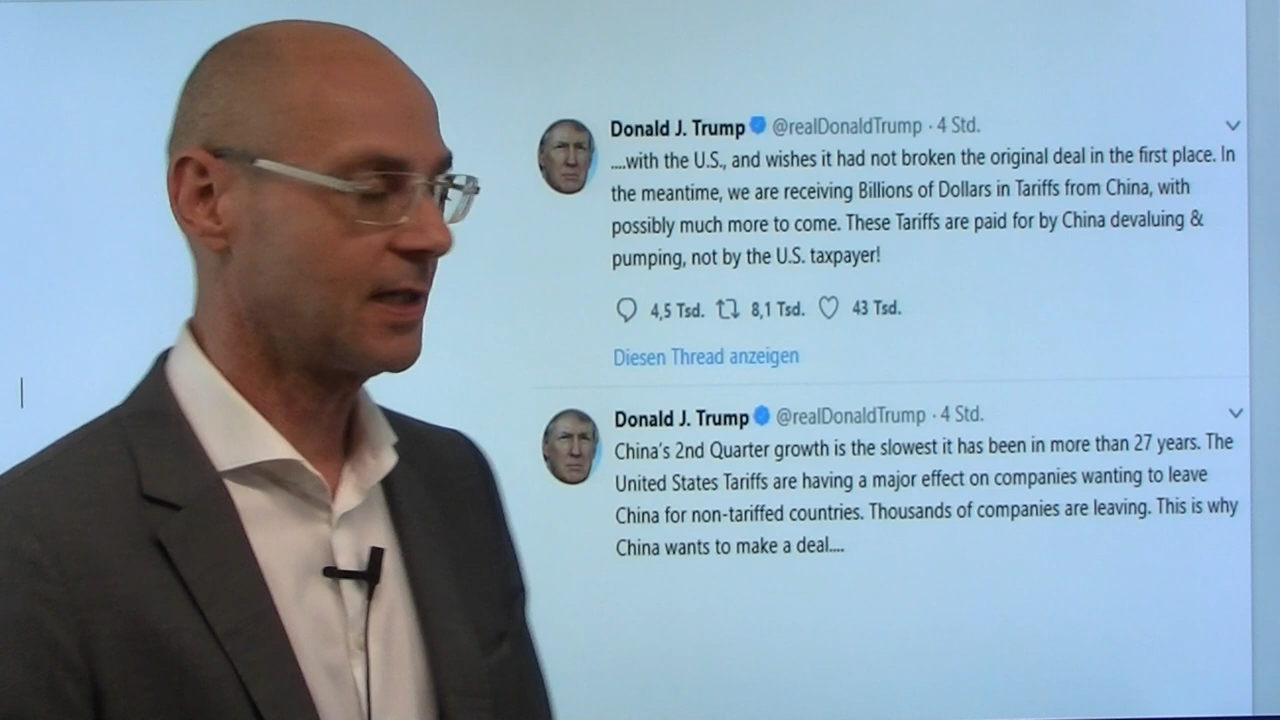 Donald J. Trump @realDonaldTrump · 4 Std.
....with the U.S., and wishes it had not broken the original deal in the first place. In
the meantime, we are receiving Billions of Dollars in Tariffs from China, with
possibly much more to come. These Tariffs are paid for by China devaluing &
pumping, not by the U.S. taxpayer!
4,5 Tsd. 8,1 Tsd. 43 Tsd.
Diesen Thread anzeigen
Donald J. Trump @realDonaldTrump · 4 Std.
China's 2nd Quarter growth is the slowest it has been in more than 27 years. The
United States Tariffs are having a major effect on companies wanting to leave
China for non-tariffed countries. Thousands of companies are leaving. This is why
China wants to make a deal....